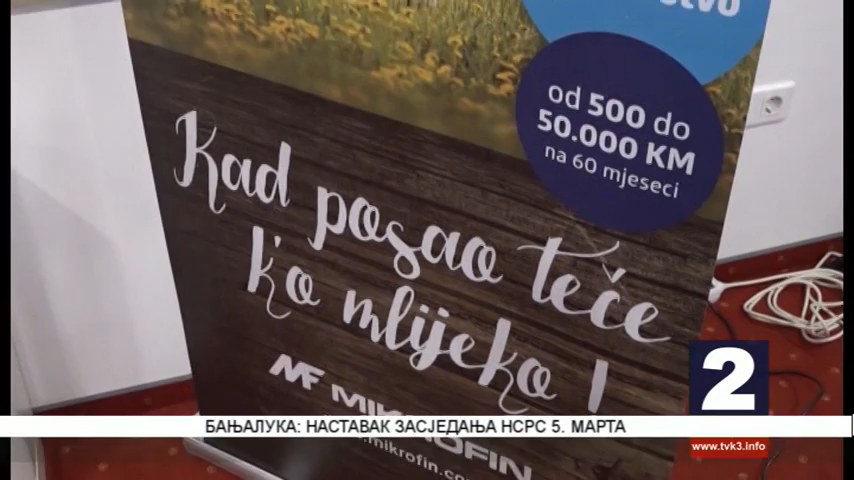 od 500 do
50.000 KM
na 60 mjeseci
Kad posao teče
k'o mlijeko !
MF MIKROFIN
2
БАЊАЛУКА: НАСТАВАК ЗАСЈЕДАЊА НСРС 5. МАРТА
www.tvk3.info